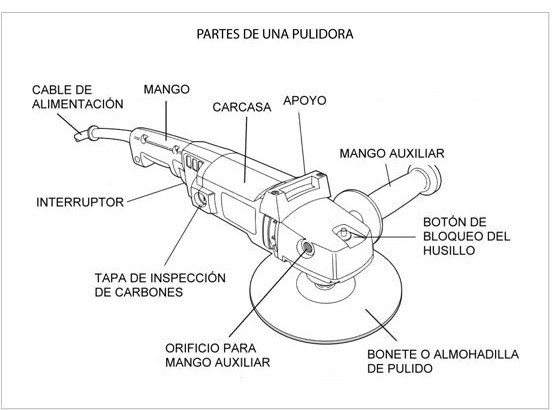 PARTES DE UNA PULIDORA
CABLE DE
ALIMENTACIÓN
MANGO
CARCASA
APOYO
MANGO AUXILIAR
INTERRUPTOR
BOTÓN DE
BLOQUEO DEL
HUSILLO
TAPA DE INSPECCIÓN
DE CARBONES
ORIFICIO PARA
MANGO AUXILIAR
BONETE O ALMOHADILLA
DE PULIDO